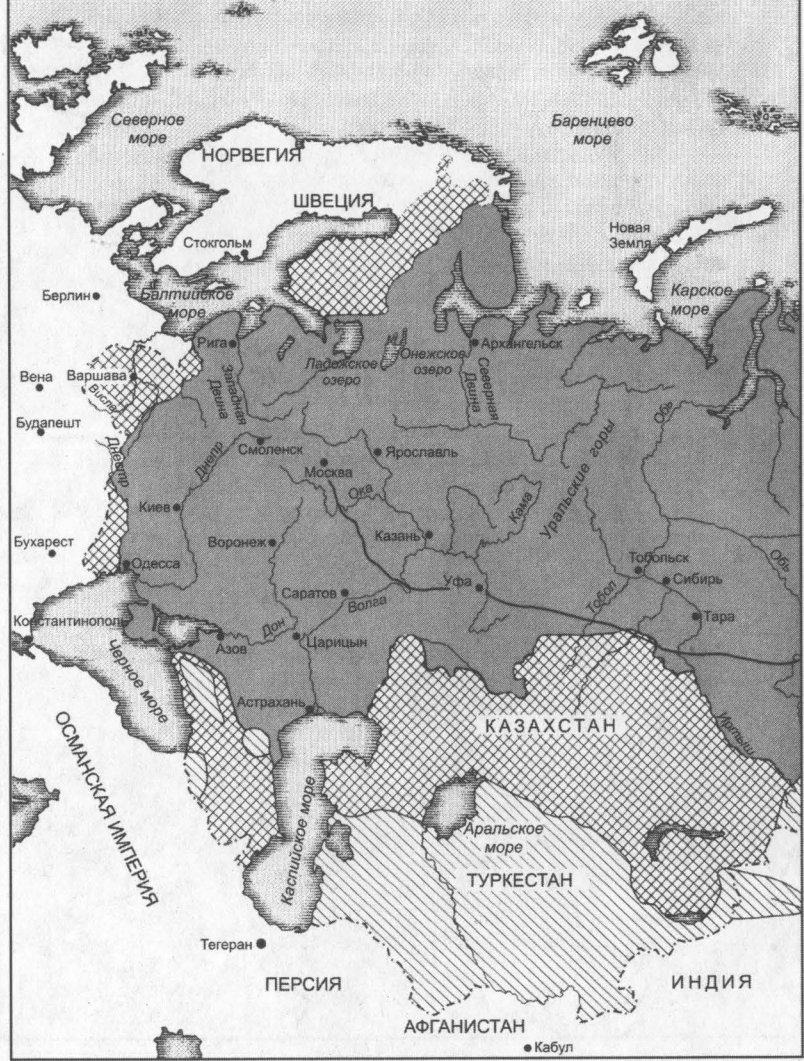 Северное
море
Баренцево
море
НОРВЕГИЯ
ШВЕЦИЯ
Новая
Земля
Стокгольм
Берлин
Балтийское
море
Карское
море
Рига
Ладожское
озеро
Онежское
озеро
Архангельск
Западная
Двина
Северная
Двина
Вена
Варшава
Висла
Обь
Будапешт
Днестр
Днепр
Смоленск
Москва
Ярославль
Уральские горы
Ока
Кама
Киев
Воронеж
Казань
Бухарест
Одесса
Саратов
Волга
Уфа
Тобольск
Обь
Тобол
Сибирь
Тара
Константинополь
Черное море
Азов
Дон
Царицын
Астрахань
КАЗАХСТАН
Иртыш
ОСМАНСКАЯ ИМПЕРИЯ
Каспийское море
Аральское
море
ТУРКЕСТАН
Тегеран
ПЕРСИЯ
ИНДИЯ
АФГАНИСТАН
Кабул